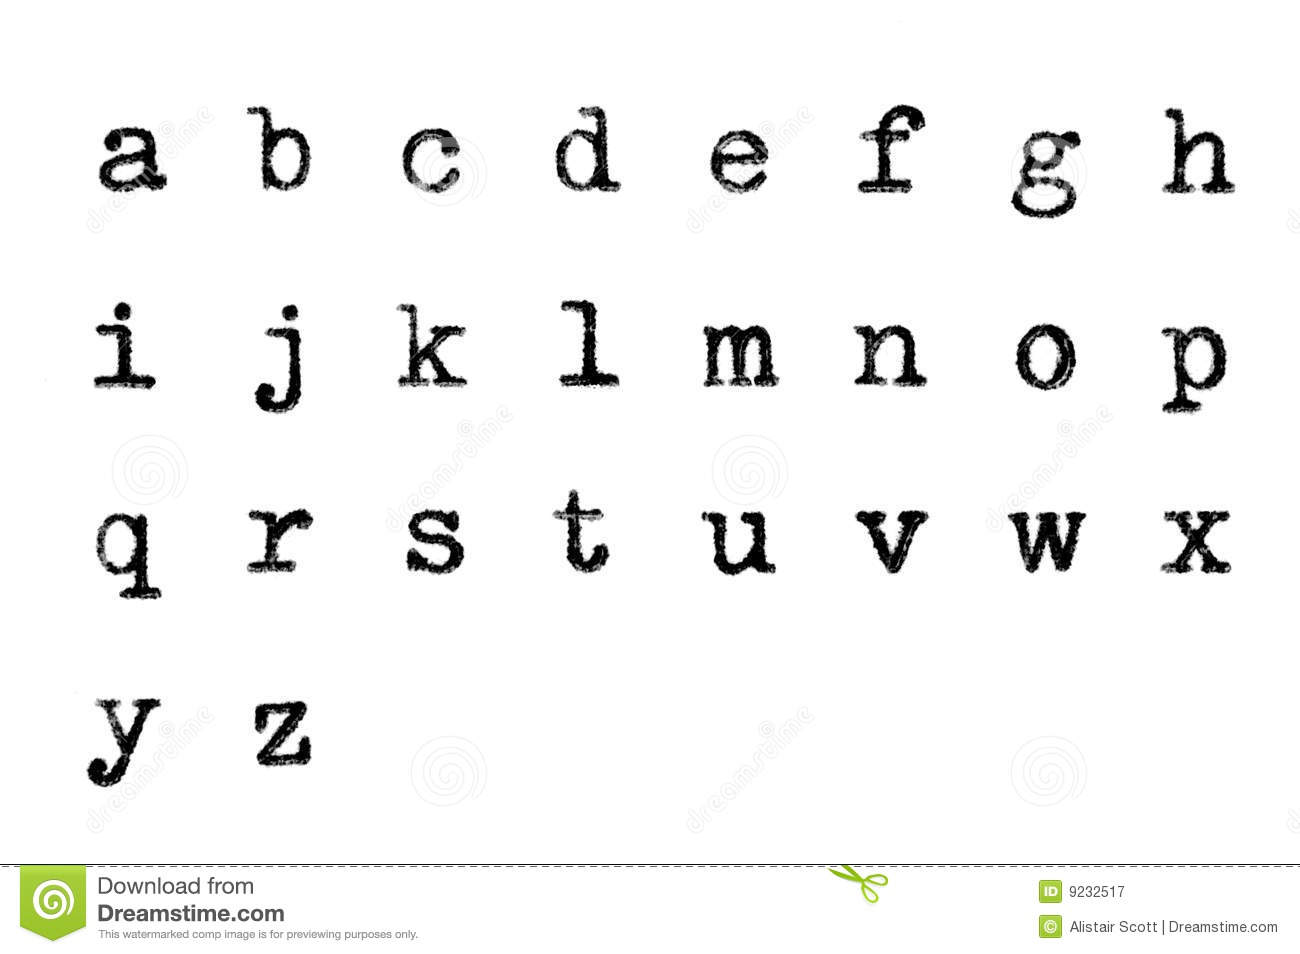 a b c d e f g h
i j k l m n o p
q r s t u v w x
y z
Download from
Dreamstime.com
This watermarked comp image is for previewing purposes only.
ID 9232517
© Alistair Scott | Dreamstime.com